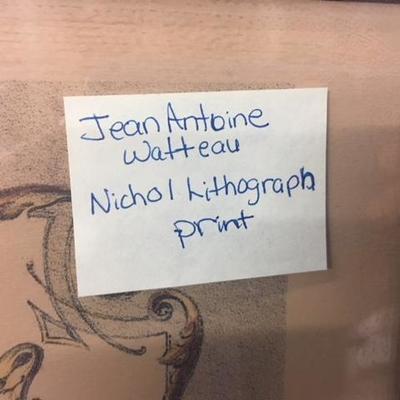 Jean Antoine
Watteau
Nichol Lithograph
print